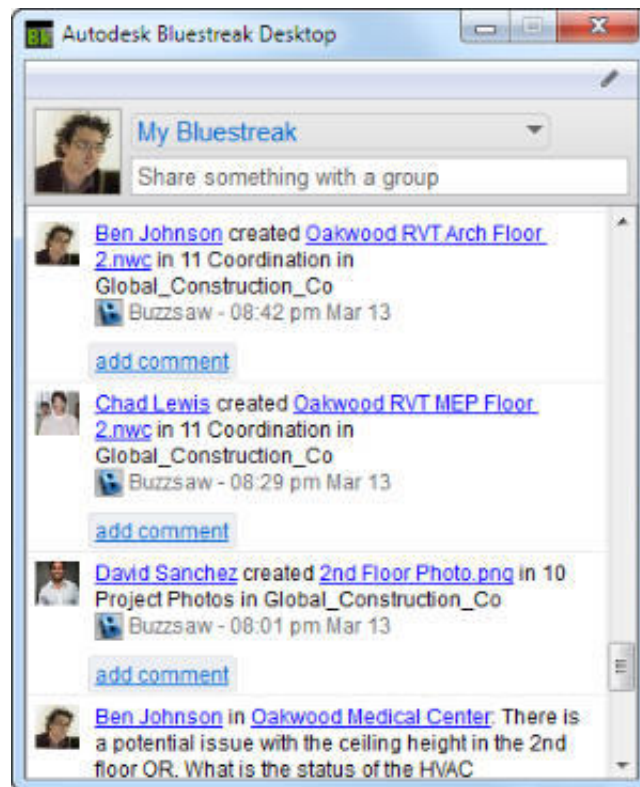 Bk Autodesk Bluestreak Desktop
My Bluestreak
Share something with a group
Ben Johnson created Oakwood RVT Arch Floor
2.nwc in 11 Coordination in
Global_Construction_Co
Buzzsaw - 08:42 pm Mar 13
add comment
Chad Lewis created Oakwood RVT MEP Floor
2.nwc in 11 Coordination in
Global_Construction_Co
Buzzsaw - 08:29 pm Mar 13
add comment
David Sanchez created 2nd Floor Photo.png in 10
Project Photos in Global_Construction_Co
Buzzsaw - 08:01 pm Mar 13
add comment
Ben Johnson in Oakwood Medical Center: There is
a potential issue with the ceiling height in the 2nd
floor OR. What is the status of the HVAC